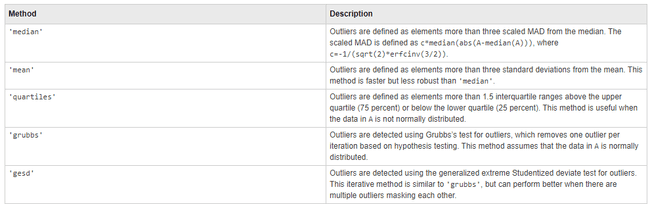 Method Description
'median' Outliers are defined as elements more than three scaled MAD from the median. The
scaled MAD is defined as c*median(abs(A-median(A))), where
c=-1/(sqrt(2)*erfcinv(3/2)).
'mean' Outliers are defined as elements more than three standard deviations from the mean. This
method is faster but less robust than 'median'.
'quartiles' Outliers are defined as elements more than 1.5 interquartile ranges above the upper
quartile (75 percent) or below the lower quartile (25 percent). This method is useful when
the data in A is not normally distributed.
'grubbs' Outliers are detected using Grubbs's test for outliers, which removes one outlier per
iteration based on hypothesis testing. This method assumes that the data in A is normally
distributed.
'gesd' Outliers are detected using the generalized extreme Studentized deviate test for outliers.
This iterative method is similar to 'grubbs', but can perform better when there are
multiple outliers masking each other.